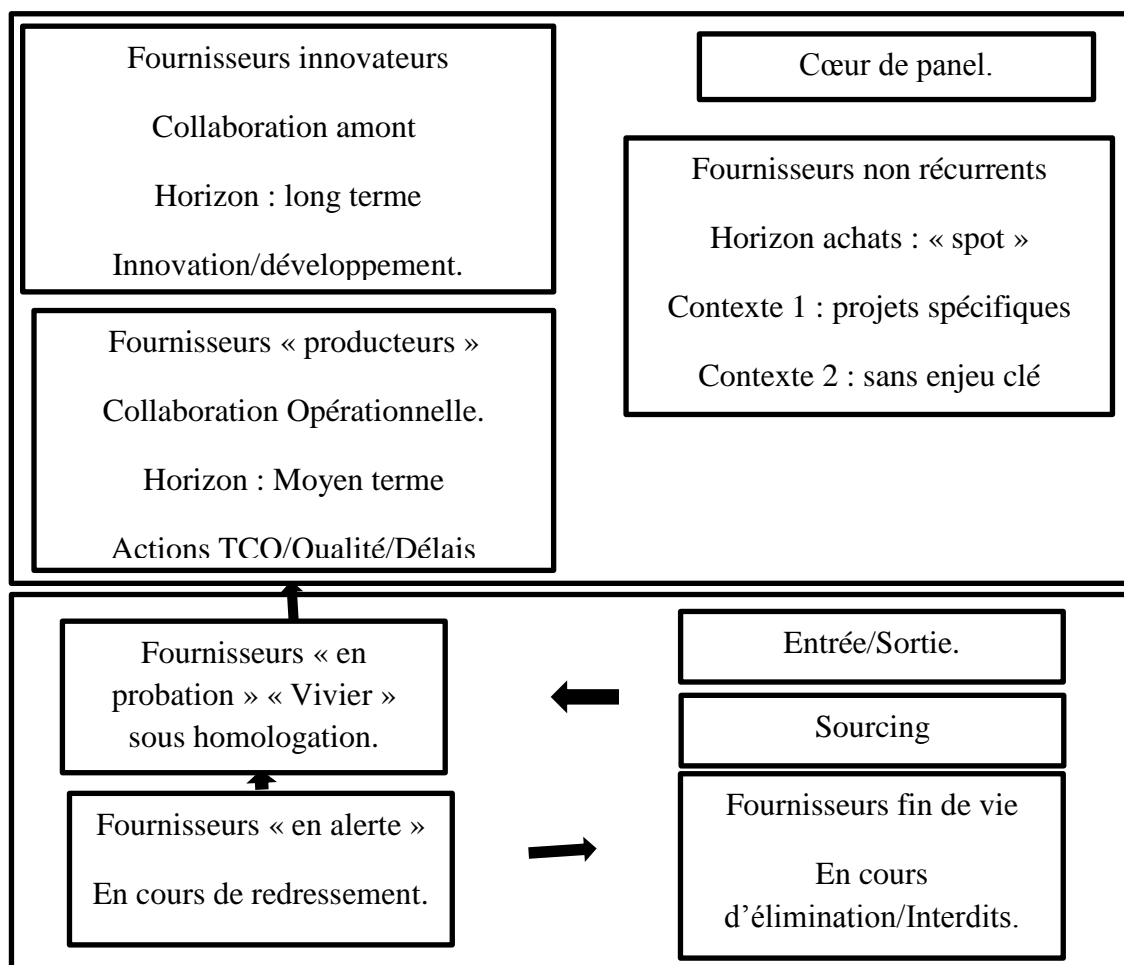 Fournisseurs innovateurs
Collaboration amont
Horizon : long terme
Innovation/développement.
Cœur de panel.
Fournisseurs non récurrents
Horizon achats : « spot »
Contexte 1 : projets spécifiques
Contexte 2 : sans enjeu clé
Fournisseurs « producteurs »
Collaboration Opérationnelle.
Horizon : Moyen terme
Actions TCO/Qualité/Délais
Fournisseurs « en
probation » « Vivier »
sous homologation.
Entrée/Sortie.
Sourcing
Fournisseurs « en alerte »
En cours de redressement.
Fournisseurs fin de vie
En cours
d’élimination/Interdits.